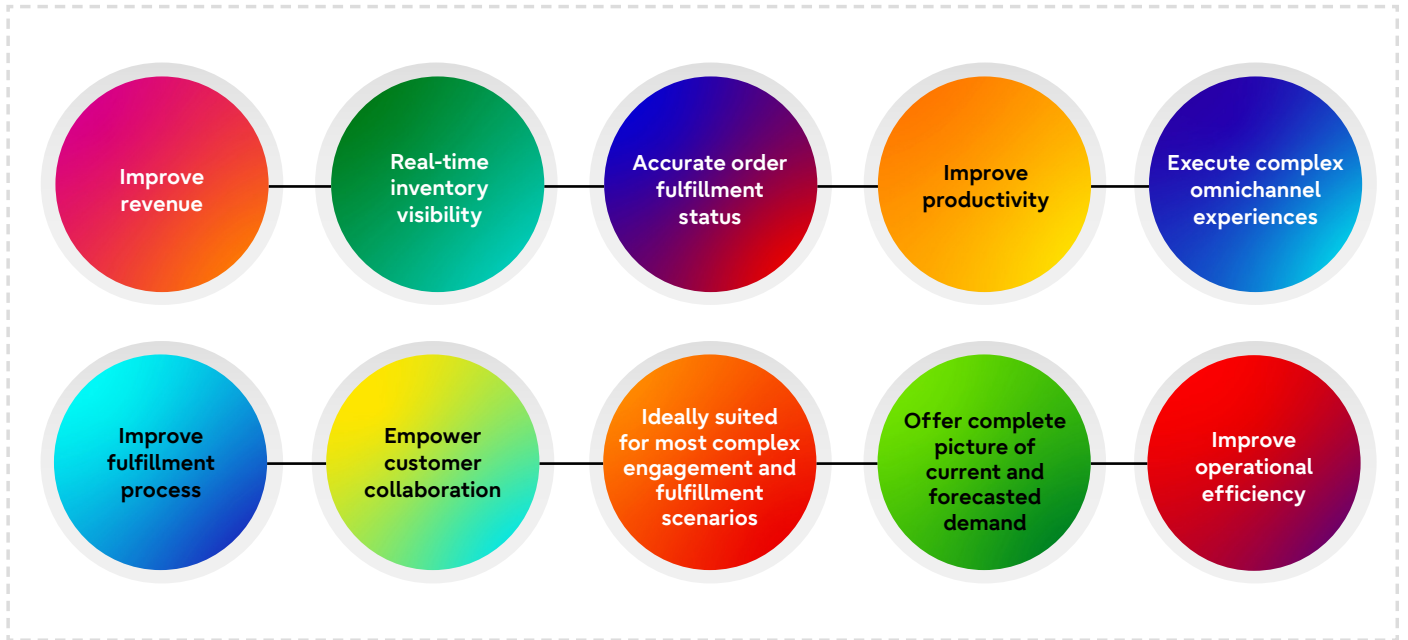 Improve
revenue
Real-time
inventory
visibility
Accurate order
fulfillment
status
Improve
productivity
Execute complex
omnichannel
experiences
Improve
fulfillment
process
Empower
customer
collaboration
Ideally suited
for most complex
engagement and
fulfillment
scenarios
Offer complete
picture of
current and
forecasted
demand
Improve
operational
efficiency